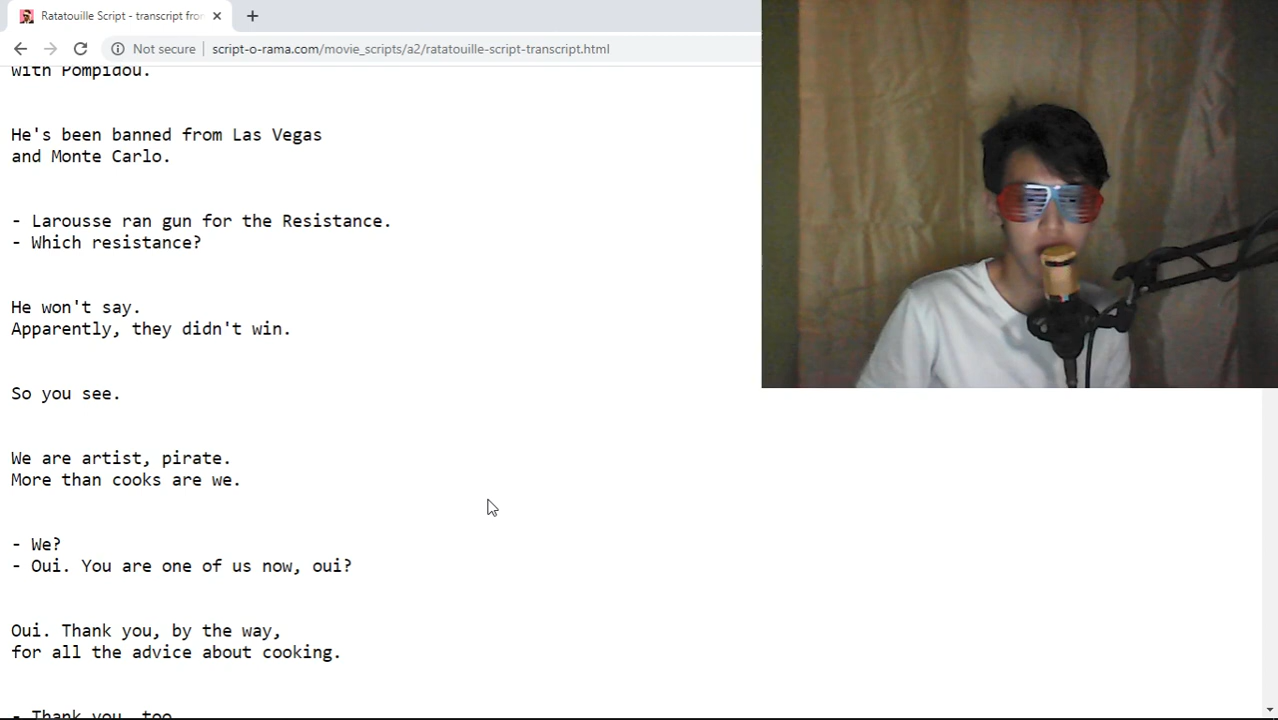 Ratatouille Script - transcript fro
Not secure
script-o-rama.com/movie_scripts/a2/ratatouille-script-transcript.html
with Pompidou.
He's been banned from Las Vegas
and Monte Carlo.
- Larousse ran gun for the Resistance.
- Which resistance?
He won't say.
Apparently, they didn't win.
So you see.
We are artist, pirate.
More than cooks are we.
- We?
- Oui. You are one of us now, oui?
Oui. Thank you, by the way,
for all the advice about cooking.
- Thank you, too